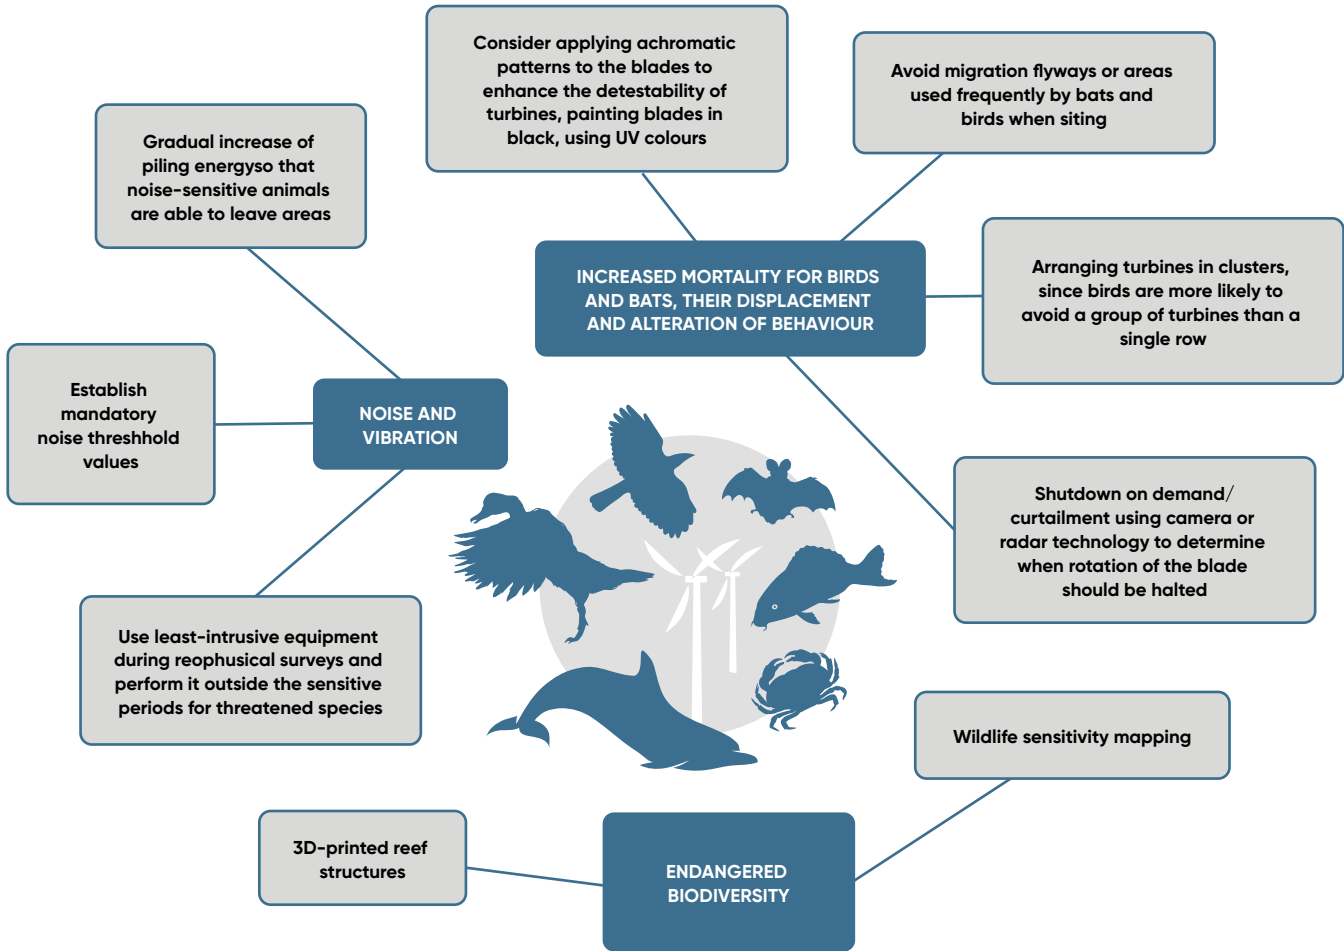 Consider applying achromatic
patterns to the blades to
enhance the detestability of
turbines, painting blades in
black, using UV colours
Avoid migration flyways or areas
used frequently by bats and
birds when siting
Gradual increase of
piling energyso that
noise-sensitive animals
are able to leave areas
INCREASED MORTALITY FOR BIRDS
AND BATS, THEIR DISPLACEMENT
AND ALTERATION OF BEHAVIOUR
Arranging turbines in clusters,
since birds are more likely to
avoid a group of turbines than a
single row
Establish
mandatory
noise threshhold
values
NOISE AND
VIBRATION
Shutdown on demand/
curtailment using camera or
radar technology to determine
when rotation of the blade
should be halted
Use least-intrusive equipment
during reophusical surveys and
perform it outside the sensitive
periods for threatened species
Wildlife sensitivity mapping
3D-printed reef
structures
ENDANGERED
BIODIVERSITY